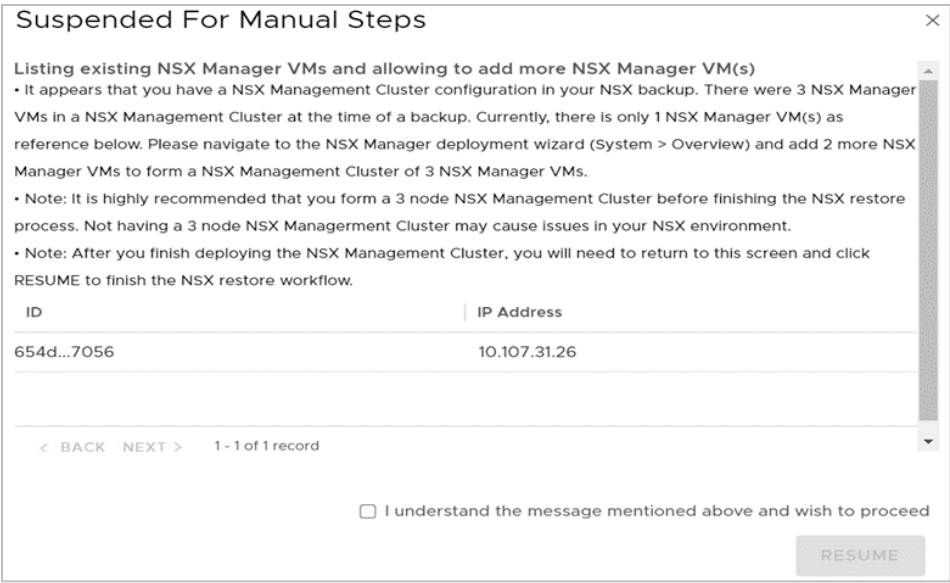 Suspended For Manual Steps
×
Listing existing NSX Manager VMs and allowing to add more NSX Manager VM(s)
• It appears that you have a NSX Management Cluster configuration in your NSX backup. There were 3 NSX Manager
VMs in a NSX Management Cluster at the time of a backup. Currently, there is only 1 NSX Manager VM(s) as
reference below. Please navigate to the NSX Manager deployment wizard (System > Overview) and add 2 more NSX
Manager VMs to form a NSX Management Cluster of 3 NSX Manager VMs.
• Note: It is highly recommended that you form a 3 node NSX Management Cluster before finishing the NSX restore
process. Not having a 3 node NSX Managerment Cluster may cause issues in your NSX environment.
• Note: After you finish deploying the NSX Management Cluster, you will need to return to this screen and click
RESUME to finish the NSX restore workflow.
ID IP Address
654d...7056 10.107.31.26
< BACK NEXT > 1 - 1 of 1 record
I understand the message mentioned above and wish to proceed
RESUME